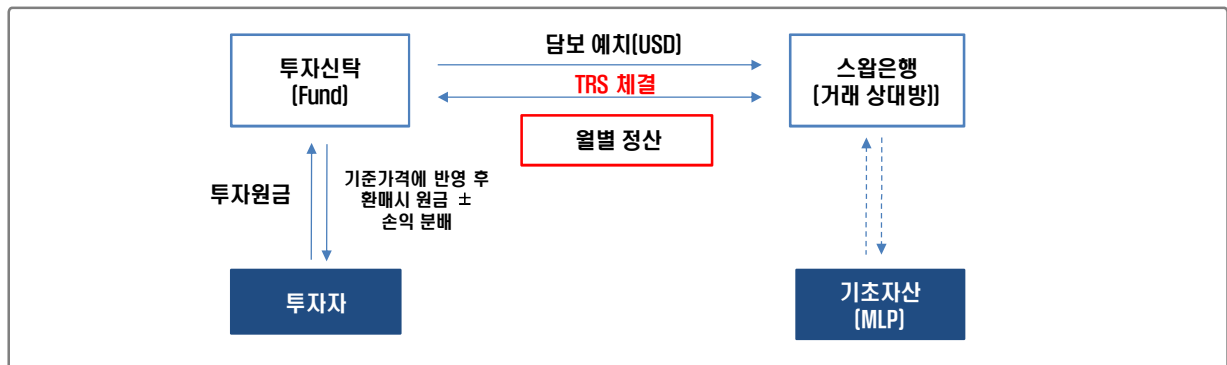 투자신탁
(Fund)
담보 예치(USD)
TRS 체결
월별 정산
스왑은행
(거래 상대방))
투자원금
기준가격에 반영 후
환매시 원금 ±
손익 분배
투자자
기초자산
(MLP)